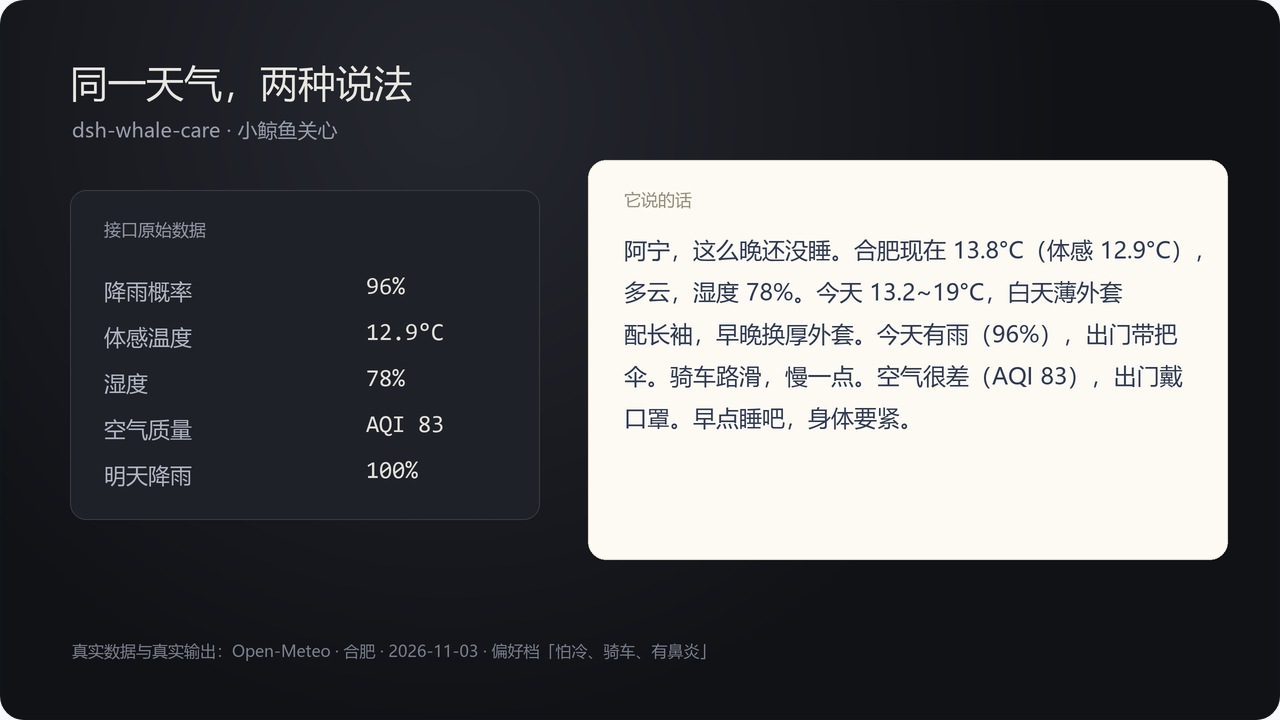 同一天气，两种说法
dsh-whale-care · 小鲸鱼关心
接口原始数据
降雨概率 96%
体感温度 12.9°C
湿度 78%
空气质量 AQI 83
明天降雨 100%
它说的话
阿宁，这么晚还没睡。合肥现在 13.8°C（体感 12.9°C），
多云，湿度 78%。今天 13.2~19°C，白天薄外套
配长袖，早晚换厚外套。今天有雨（96%），出门带把
伞。骑车路滑，慢一点。空气很差（AQI 83），出门戴
口罩。早点睡吧，身体要紧。
真实数据与真实输出：Open-Meteo · 合肥 · 2026-11-03 · 偏好档「怕冷、骑车、有鼻炎」